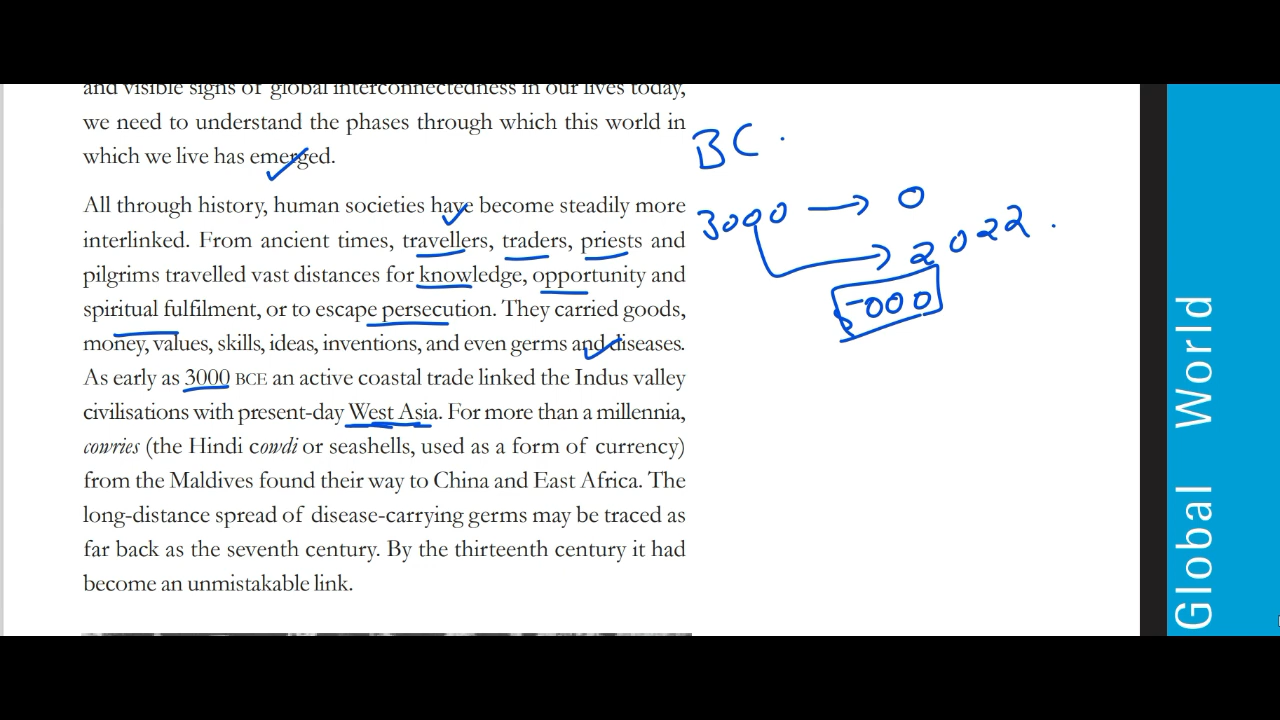 and visible signs of global interconnectedness in our lives today,
we need to understand the phases through which this world in
which we live has emerged.
All through history, human societies have become steadily more
interlinked. From ancient times, travellers, traders, priests and
pilgrims travelled vast distances for knowledge, opportunity and
spiritual fulfilment, or to escape persecution. They carried goods,
money, values, skills, ideas, inventions, and even germs and diseases.
As early as 3000 BCE an active coastal trade linked the Indus valley
civilisations with present-day West Asia. For more than a millennia,
cowries (the Hindi cowdi or seashells, used as a form of currency)
from the Maldives found their way to China and East Africa. The
long-distance spread of disease-carrying germs may be traced as
far back as the seventh century. By the thirteenth century it had
become an unmistakable link.
BC.
3000 → 0
→ 2022.
000
Global World